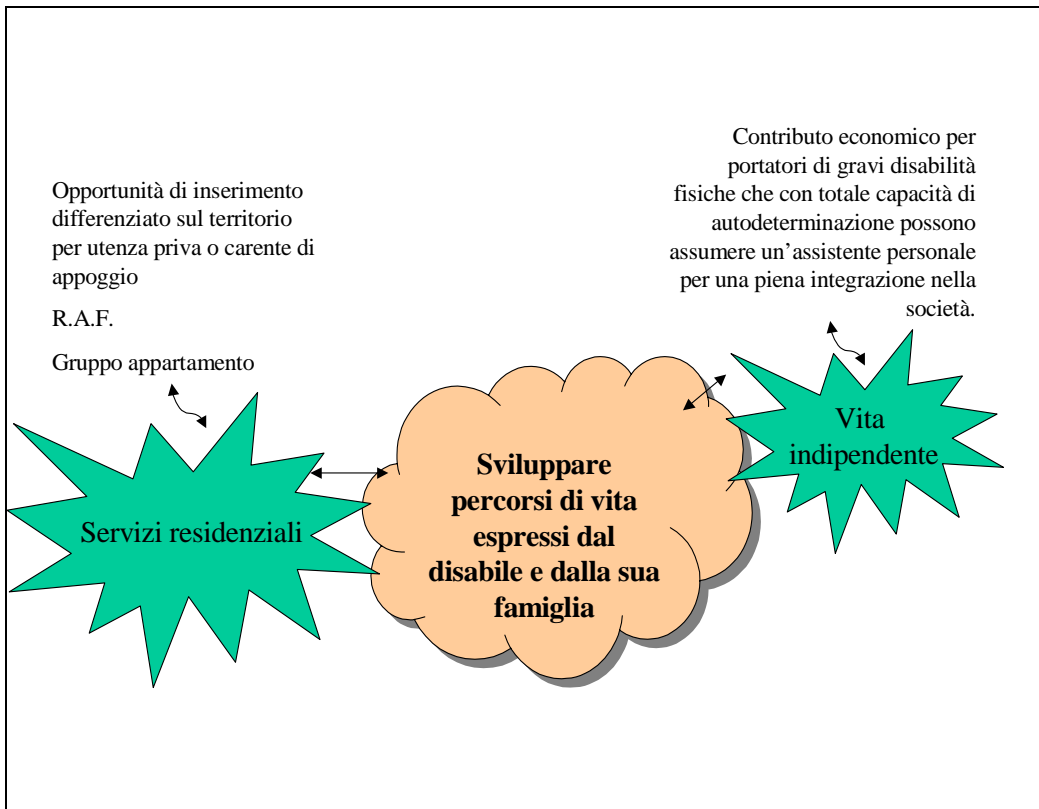 Opportunità di inserimento
differenziato sul territorio
per utenza priva o carente di
appoggio
R.A.F.
Gruppo appartamento
Contributo economico per
portatori di gravi disabilità
fisiche che con totale capacità di
autodeterminazione possono
assumere un’assistente personale
per una piena integrazione nella
società.
Servizi residenziali
Sviluppare
percorsi di vita
espressi dal
disabile e dalla sua
famiglia
Vita
indipendente